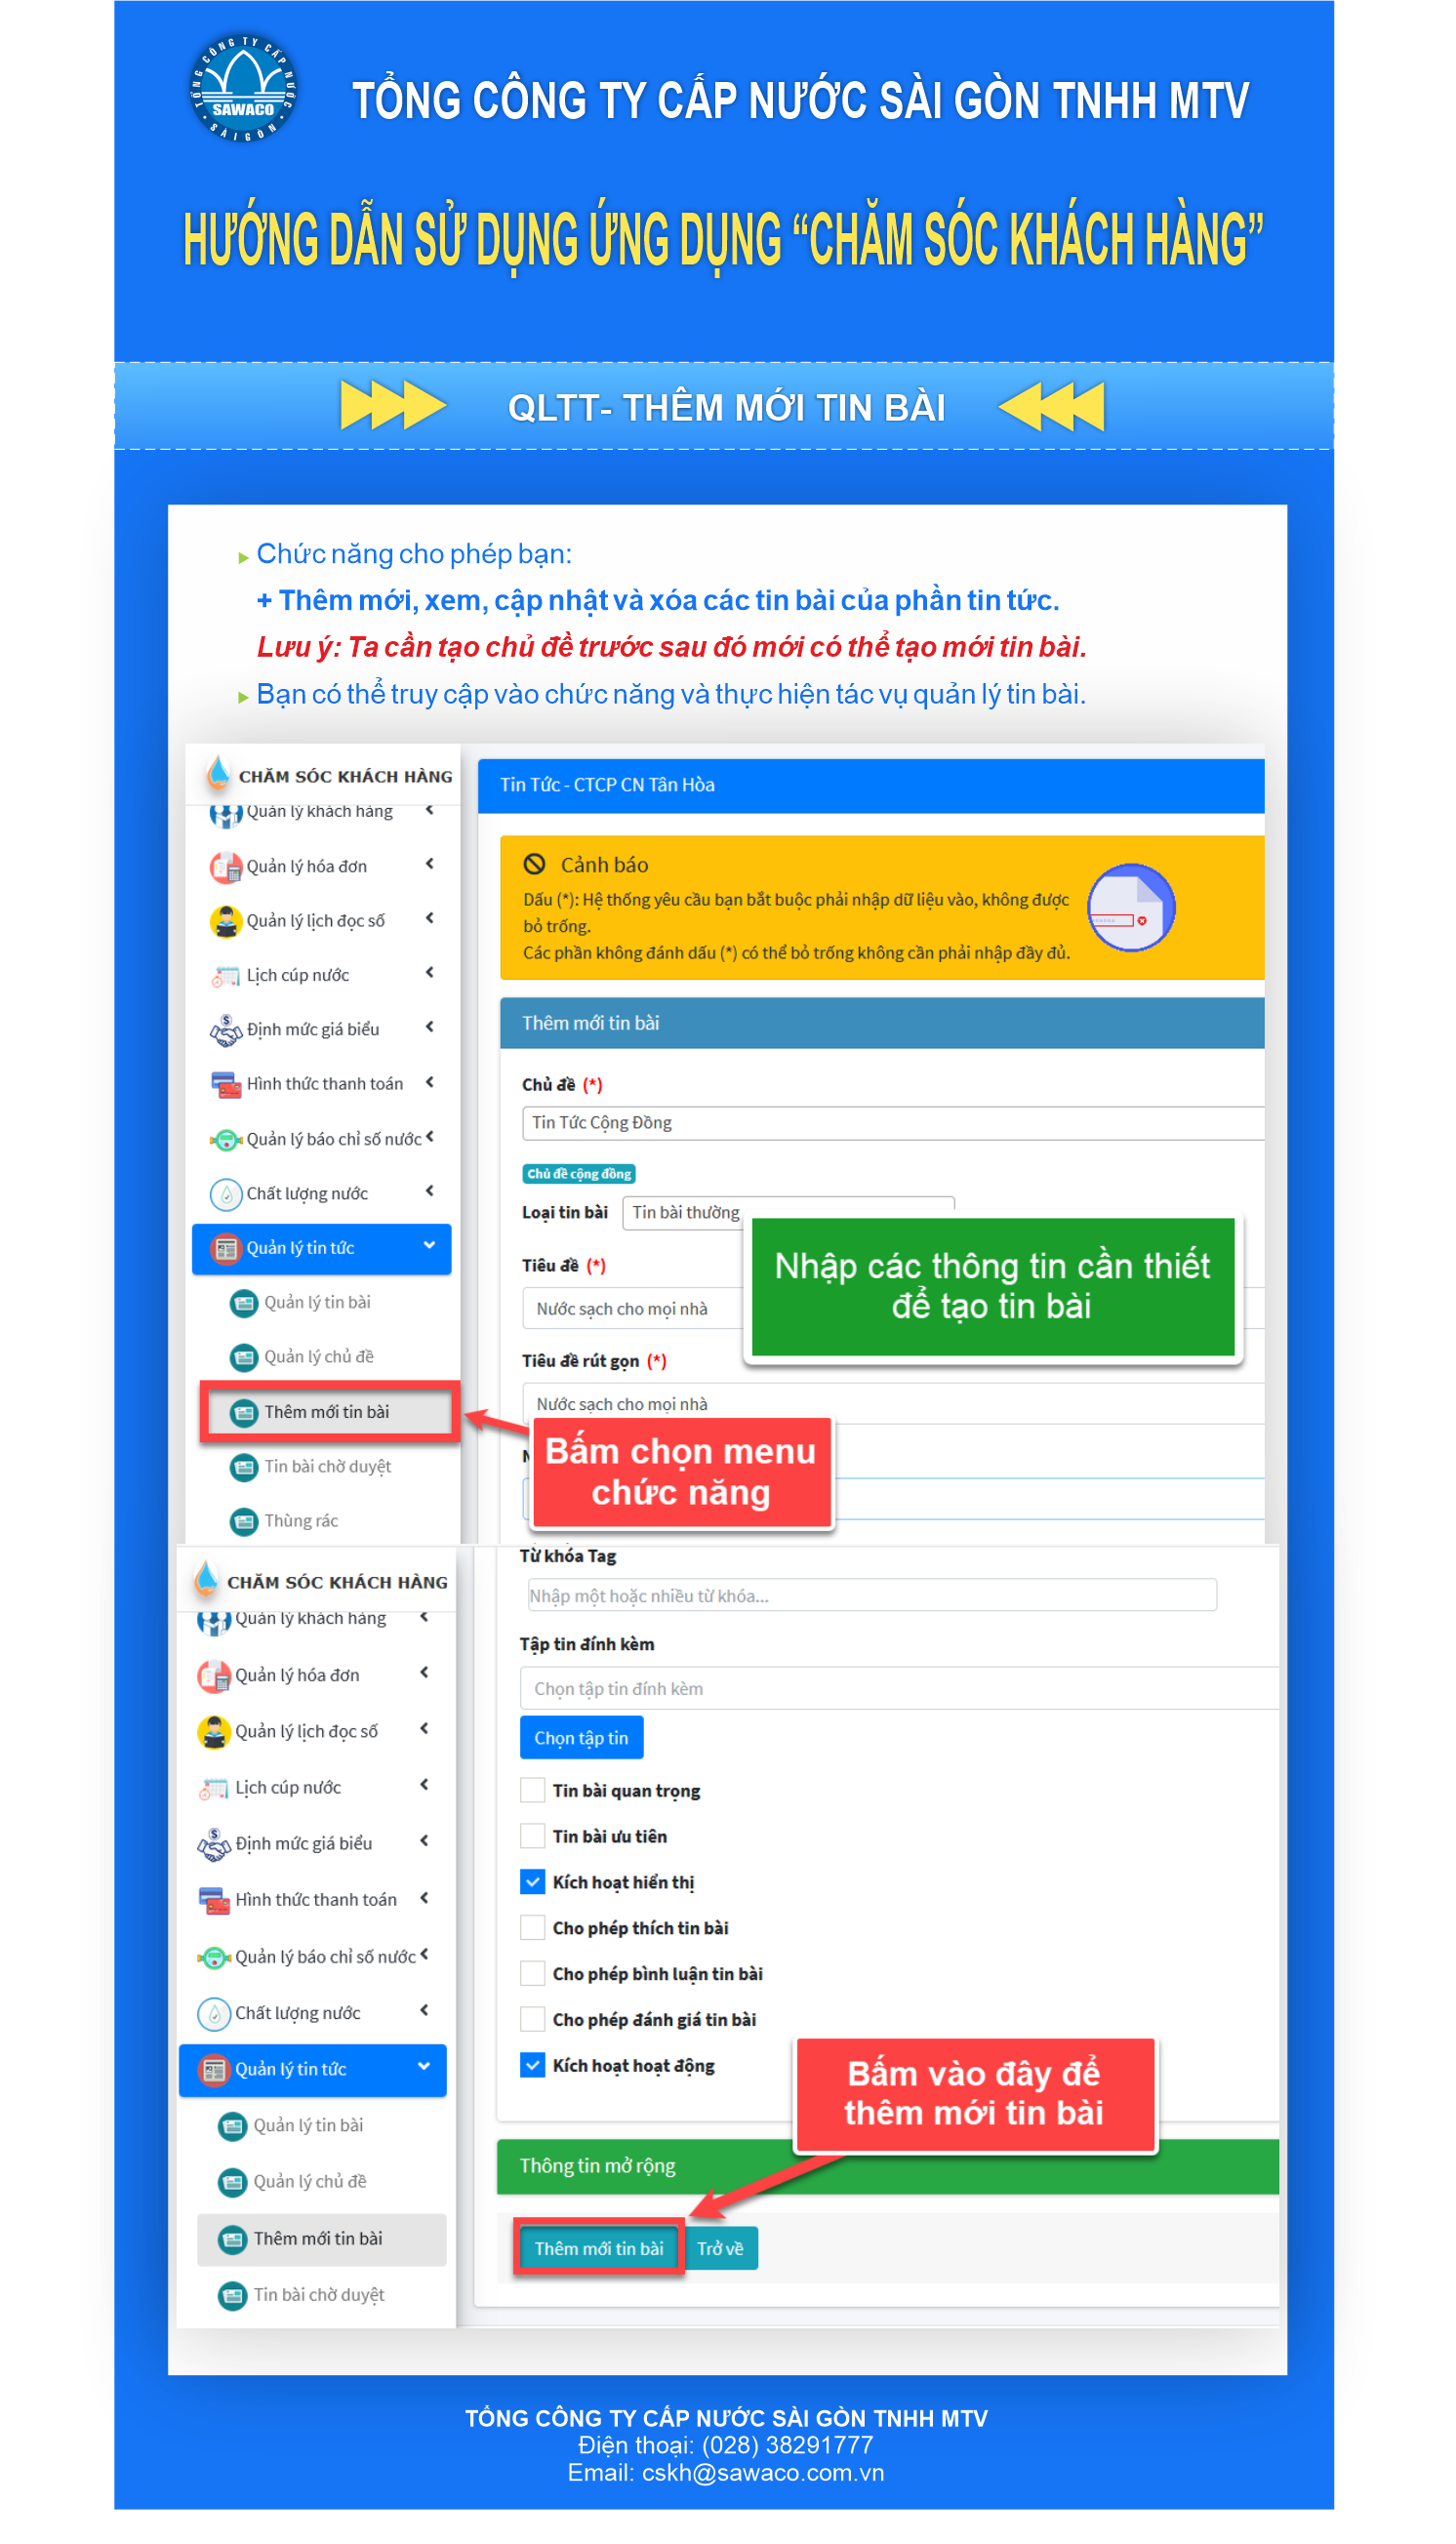 TỔNG CÔNG TY CẤP NƯỚC SÀI GÒN
SAWACO
TỔNG CÔNG TY CẤP NƯỚC SÀI GÒN TNHH MTV
HƯỚNG DẪN SỬ DỤNG ỨNG DỤNG “CHĂM SÓC KHÁCH HÀNG”
QLTT- THÊM MỚI TIN BÀI
Chức năng cho phép bạn:
+ Thêm mới, xem, cập nhật và xóa các tin bài của phần tin tức.
Lưu ý: Ta cần tạo chủ đề trước sau đó mới có thể tạo mới tin bài.
Bạn có thể truy cập vào chức năng và thực hiện tác vụ quản lý tin bài.
CHĂM SÓC KHÁCH HÀNG
Quản lý khách hàng
Quản lý hóa đơn
Quản lý lịch đọc số
Lịch cúp nước
Định mức giá biểu
Hình thức thanh toán
Quản lý báo chỉ số nước
Chất lượng nước
Quản lý tin tức
Quản lý tin bài
Quản lý chủ đề
Thêm mới tin bài
Tin bài chờ duyệt
Thùng rác
Tin Tức - CTCP CN Tân Hòa
Cảnh báo
Dấu (*): Hệ thống yêu cầu bạn bắt buộc phải nhập dữ liệu vào, không được
bỏ trống.
Các phần không đánh dấu (*) có thể bỏ trống không cần phải nhập đầy đủ.
Thêm mới tin bài
Chủ đề (*)
Tin Tức Cộng Đồng
Chủ đề cộng đồng
Loại tin bài Tin bài thường
Nhập các thông tin cần thiết
để tạo tin bài
Tiêu đề (*)
Nước sạch cho mọi nhà
Tiêu đề rút gọn (*)
Nước sạch cho mọi nhà
Bấm chọn menu
chức năng
CHĂM SÓC KHÁCH HÀNG
Quản lý khách hàng
Quản lý hóa đơn
Quản lý lịch đọc số
Lịch cúp nước
Định mức giá biểu
Hình thức thanh toán
Quản lý báo chỉ số nước
Chất lượng nước
Quản lý tin tức
Quản lý tin bài
Quản lý chủ đề
Thêm mới tin bài
Tin bài chờ duyệt
Từ khóa Tag
Nhập một hoặc nhiều từ khóa...
Tập tin đính kèm
Chọn tập tin đính kèm
Chọn tập tin
Tin bài quan trọng
Tin bài ưu tiên
Kích hoạt hiển thị
Cho phép thích tin bài
Cho phép bình luận tin bài
Cho phép đánh giá tin bài
Kích hoạt hoạt động
Bấm vào đây để
thêm mới tin bài
Thông tin mở rộng
Thêm mới tin bài Trở về
TỔNG CÔNG TY CẤP NƯỚC SÀI GÒN TNHH MTV
Điện thoại: (028) 38291777
Email: cskh@sawaco.com.vn